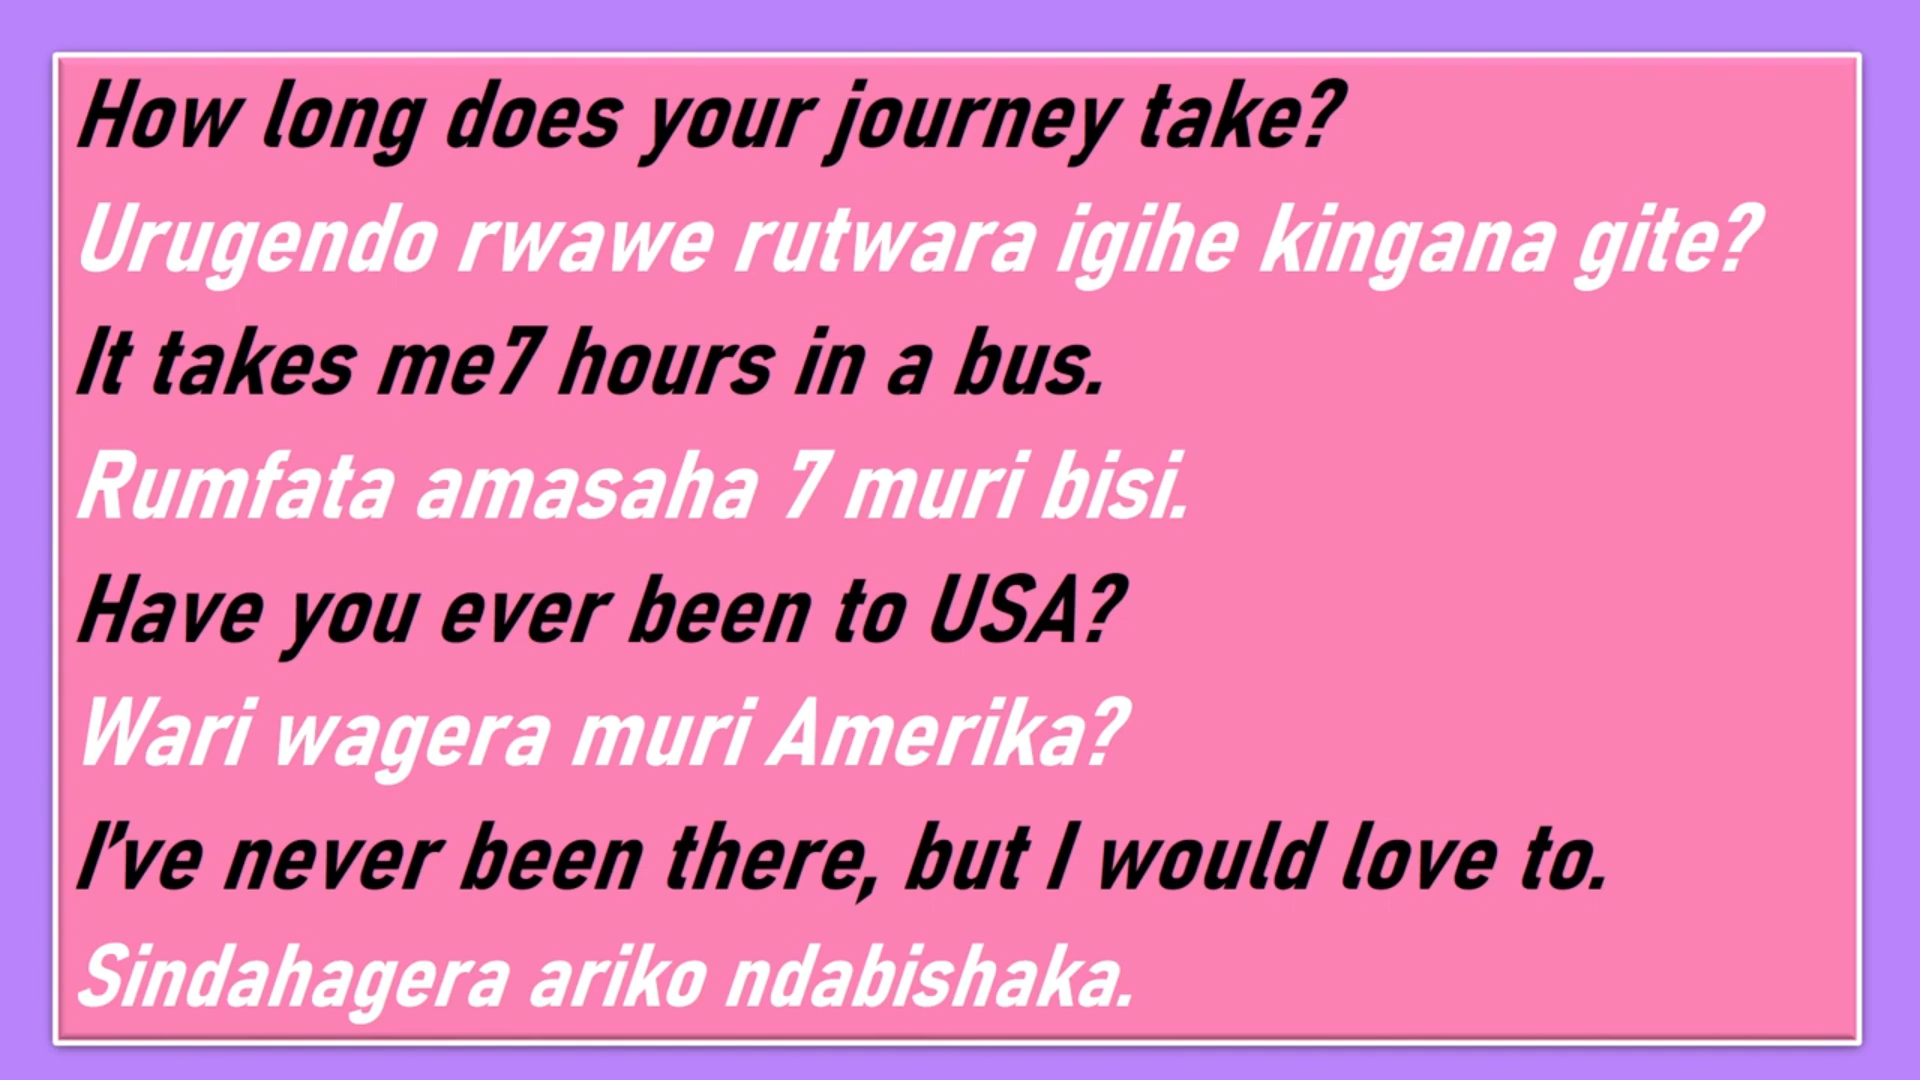 How long does your journey take?
Urugendo rwawe rutwara igihe kingana gite?
It takes me7 hours in a bus.
Rumfata amasaha 7 muri bisi.
Have you ever been to USA?
Wari wagera muri Amerika?
I've never been there, but I would love to.
Sindahagera ariko ndabishaka.